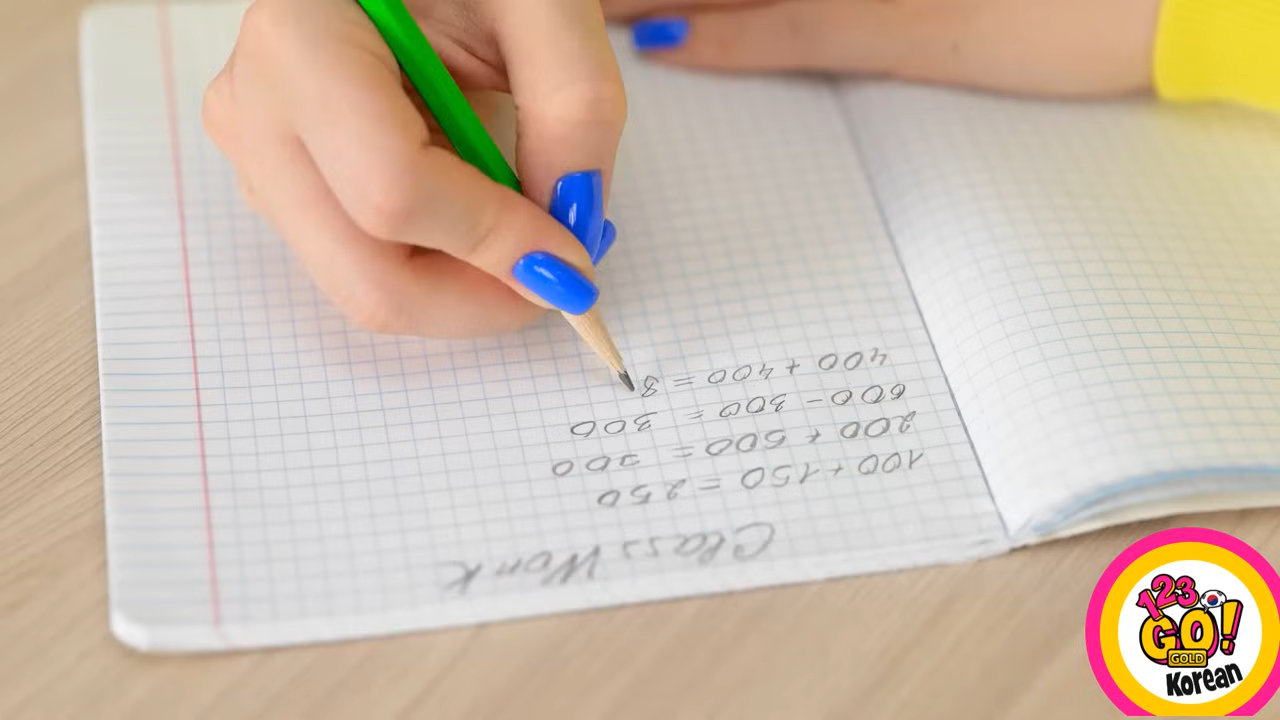 Class Work
100 + 150 = 250
200 + 500 = 700
600 - 300 = 300
400 + 400 = 8
123
GO!
GOLD
Korean